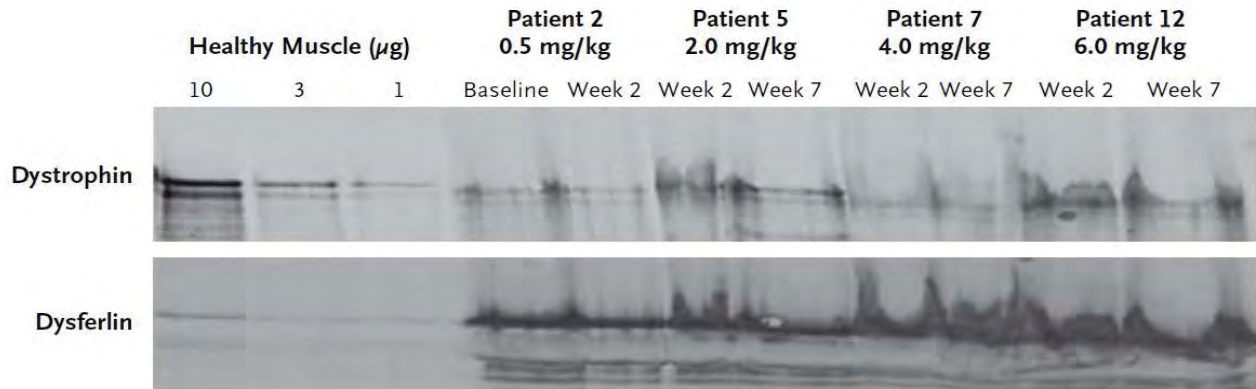 Patient 2 Patient 5 Patient 7 Patient 12
Healthy Muscle (µg) 0.5 mg/kg 2.0 mg/kg 4.0 mg/kg 6.0 mg/kg
10 3 1 Baseline Week 2 Week 2 Week 7 Week 2 Week 7 Week 2 Week 7
Dystrophin
Dysferlin